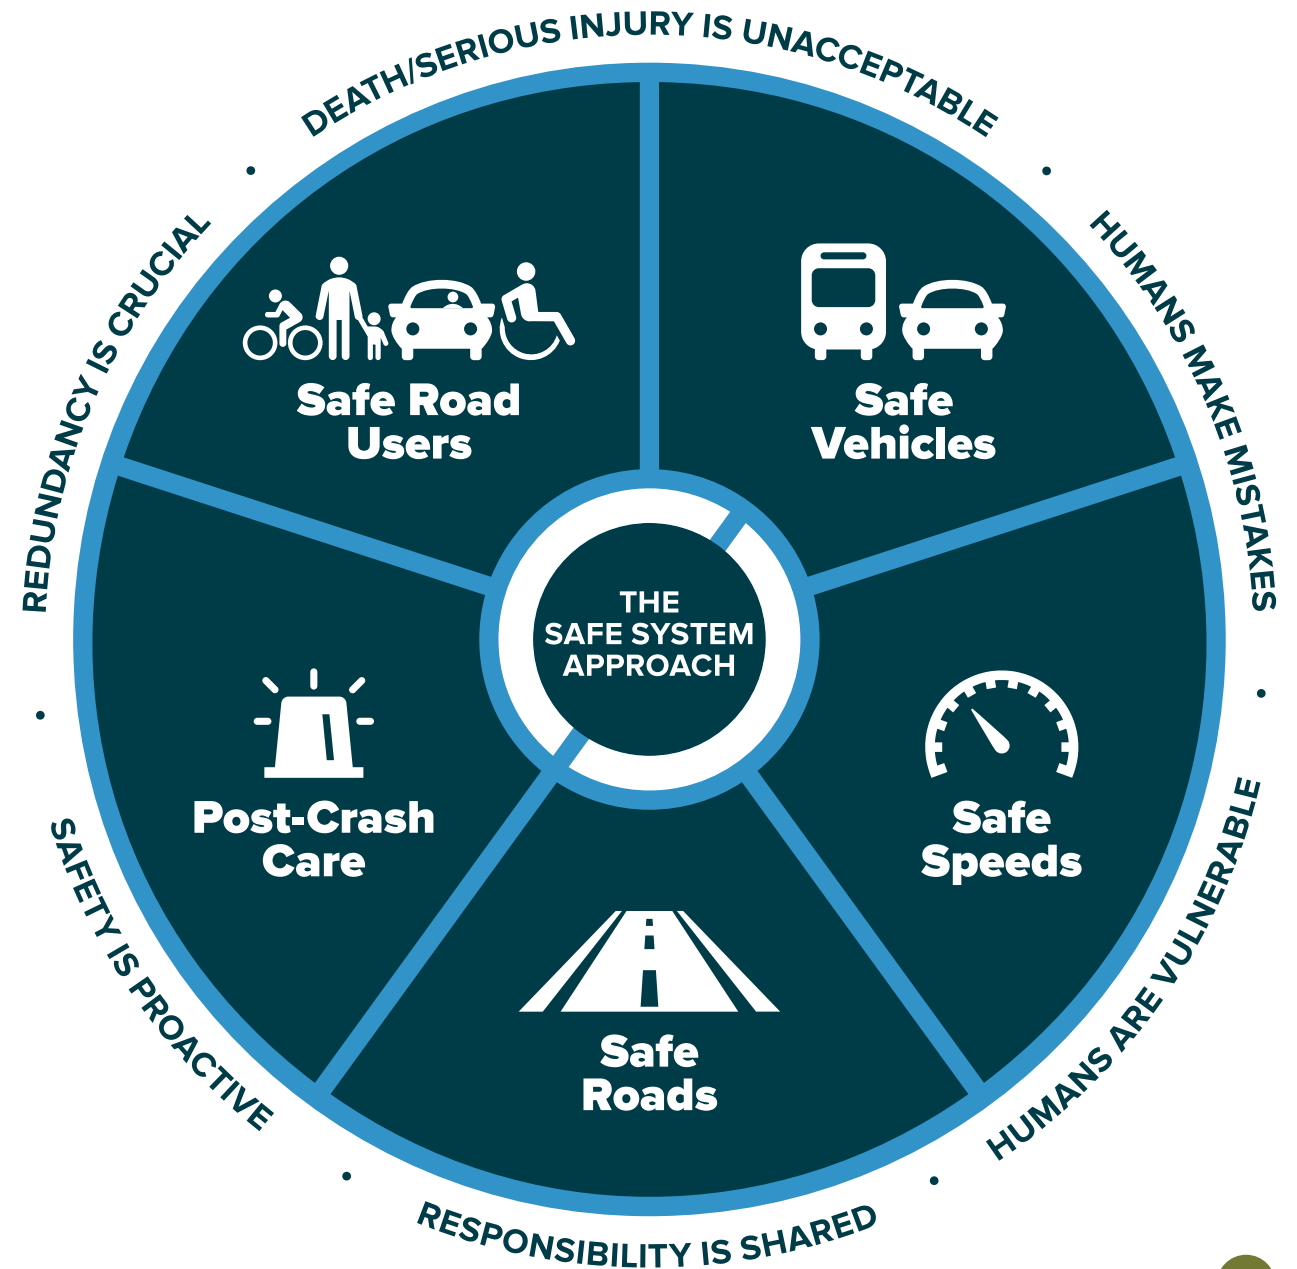 DEATH/SERIOUS INJURY IS UNACCEPTABLE
HUMANS MAKE MISTAKES
HUMANS ARE VULNERABLE
RESPONSIBILITY IS SHARED
SAFETY IS PROACTIVE
REDUNDANCY IS CRUCIAL
Safe Road
Users
Safe
Vehicles
Safe
Speeds
Safe
Roads
Post-Crash
Care
THE
SAFE SYSTEM
APPROACH